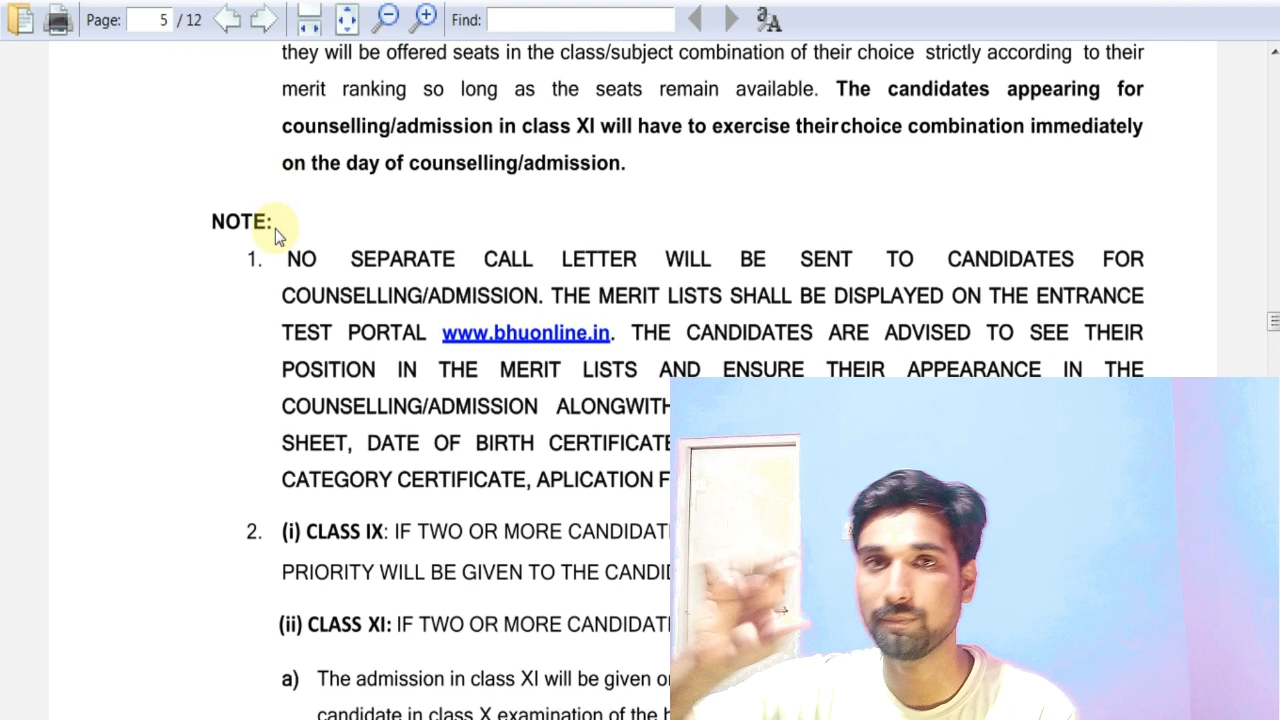 Page: 5 / 12 Find:
they will be offered seats in the class/subject combination of their choice strictly according to their
merit ranking so long as the seats remain available. The candidates appearing for
counselling/admission in class XI will have to exercise their choice combination immediately
on the day of counselling/admission.
NOTE:
1. NO SEPARATE CALL LETTER WILL BE SENT TO CANDIDATES FOR
COUNSELLING/ADMISSION. THE MERIT LISTS SHALL BE DISPLAYED ON THE ENTRANCE
TEST PORTAL www.bhuonline.in. THE CANDIDATES ARE ADVISED TO SEE THEIR
POSITION IN THE MERIT LISTS AND ENSURE THEIR APPEARANCE IN THE
COUNSELLING/ADMISSION ALONGWITH
SHEET, DATE OF BIRTH CERTIFICATE
CATEGORY CERTIFICATE, APLICATION F
2. (i) CLASS IX: IF TWO OR MORE CANDIDAT
PRIORITY WILL BE GIVEN TO THE CANDID
(ii) CLASS XI: IF TWO OR MORE CANDIDAT
a) The admission in class XI will be given o
candidate in class X examination of the